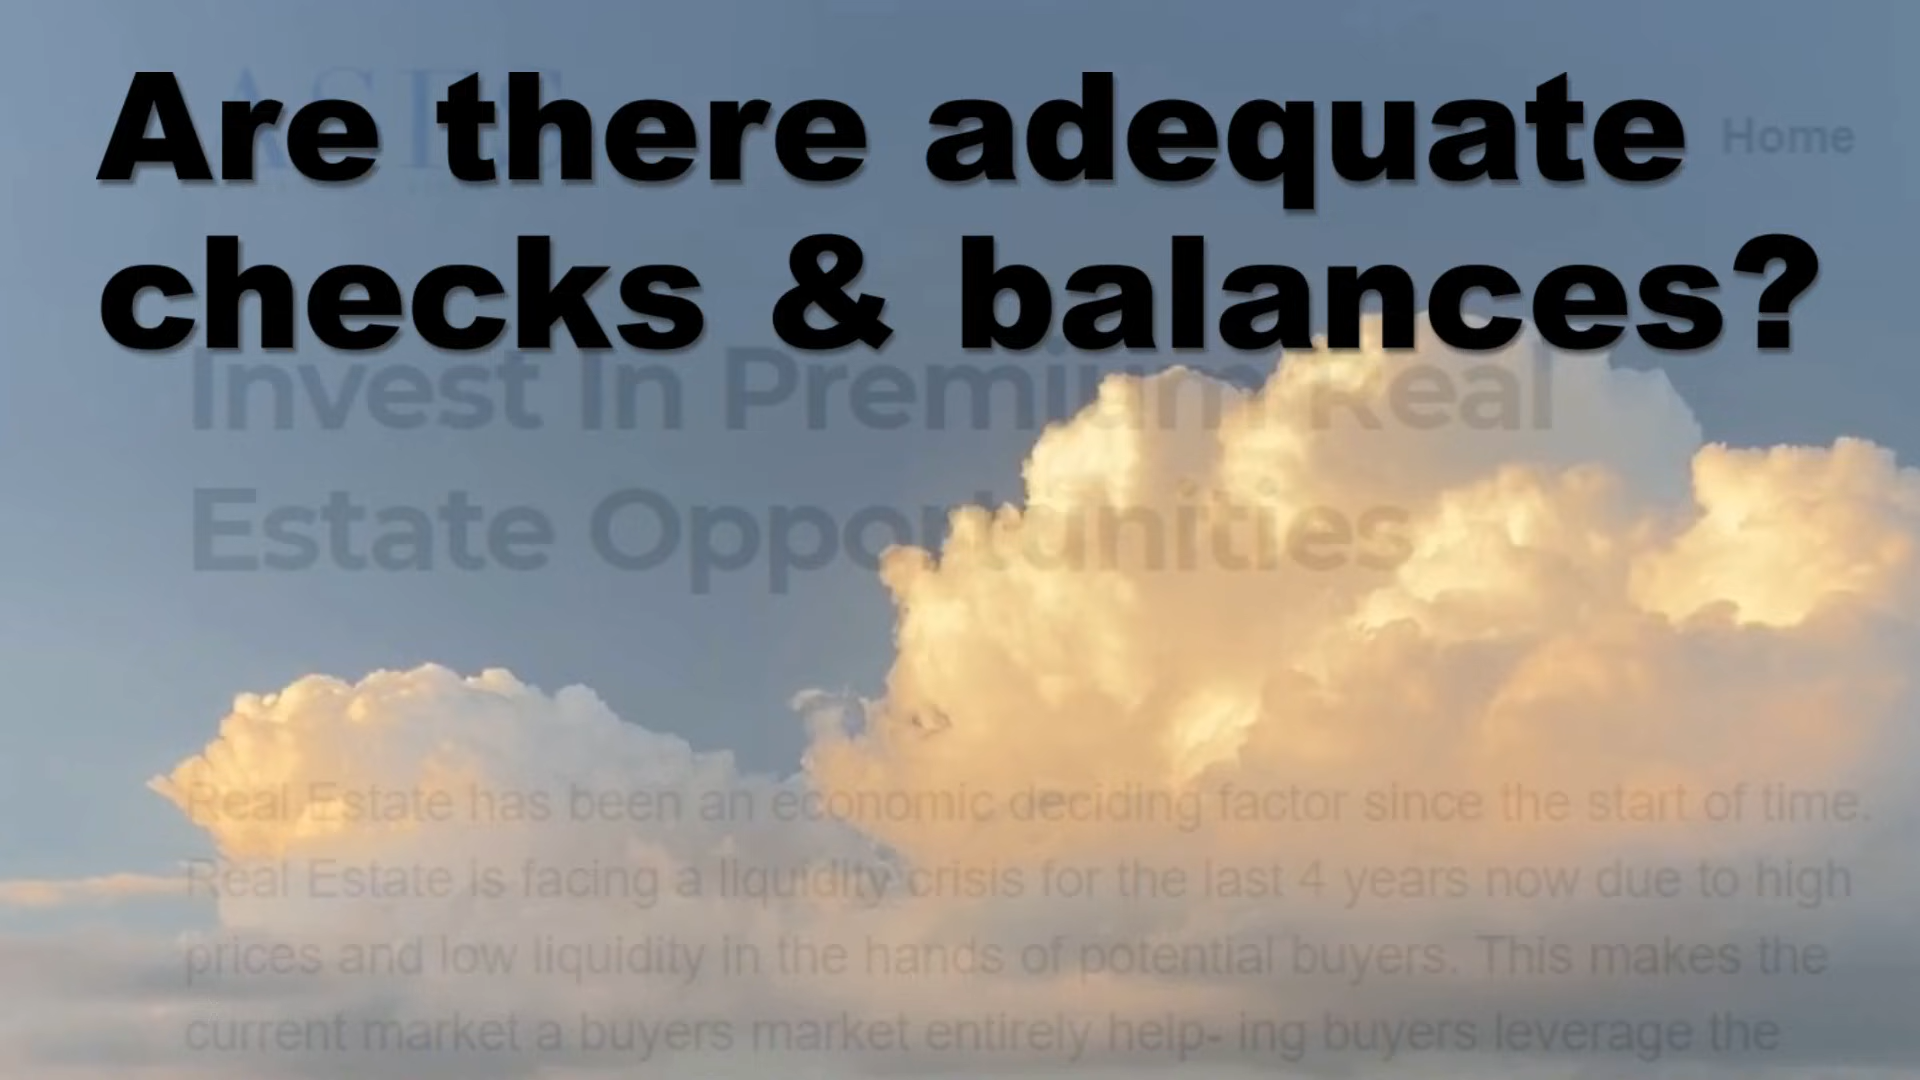 Are there adequate
Home
checks & balances?
Invest In Premium Real
Estate Opportunities
Real Estate has been an economic deciding factor since the start of time.
Real Estate is facing a liquidity crisis for the last 4 years now due to high
prices and low liquidity in the hands of potential buyers. This makes the
current market a buyers market entirely help- ing buyers leverage the